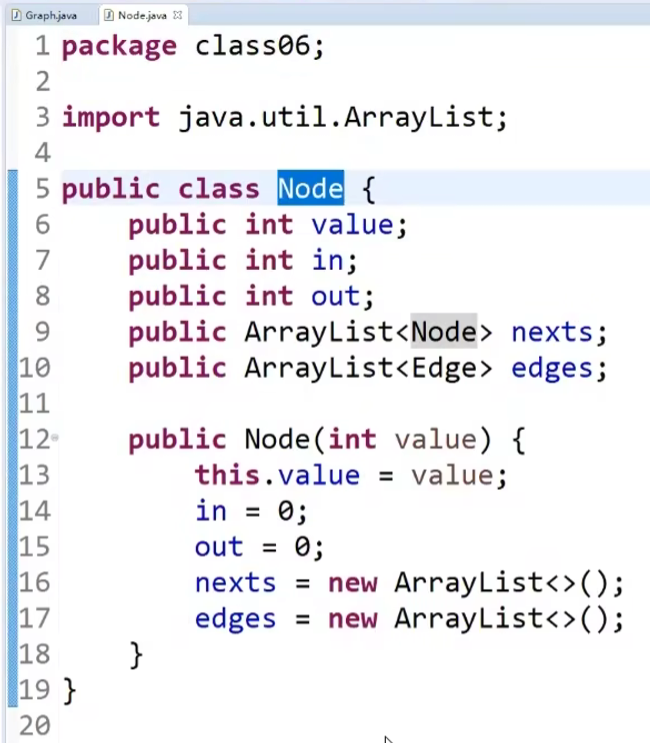 Graph.java Node.java
1 package class06;
2
3 import java.util.ArrayList;
4
5 public class Node {
6     public int value;
7     public int in;
8     public int out;
9     public ArrayList<Node> nexts;
10     public ArrayList<Edge> edges;
11
12     public Node(int value) {
13         this.value = value;
14         in = 0;
15         out = 0;
16         nexts = new ArrayList<>();
17         edges = new ArrayList<>();
18     }
19 }
20